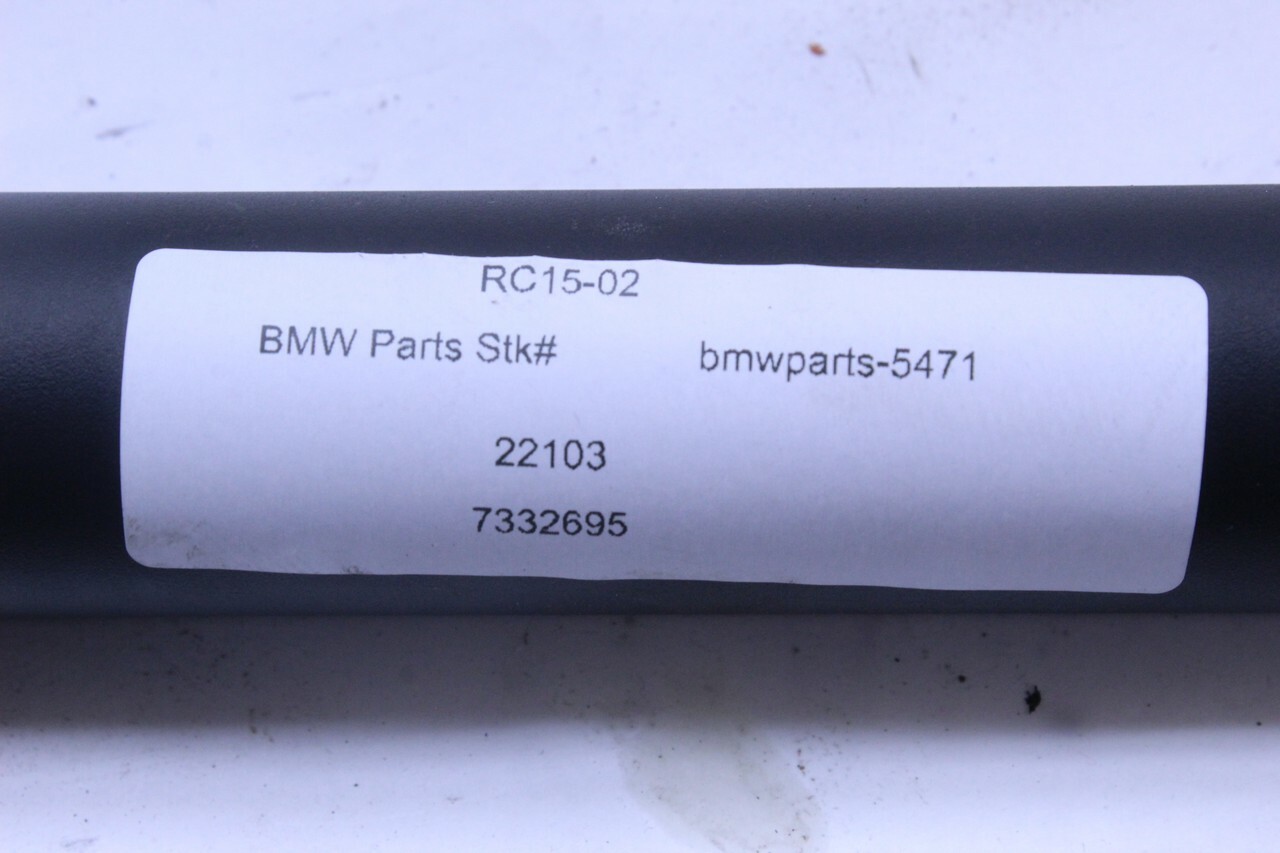 RC15-02
BMW Parts Stk# bmwparts-5471
22103
7332695